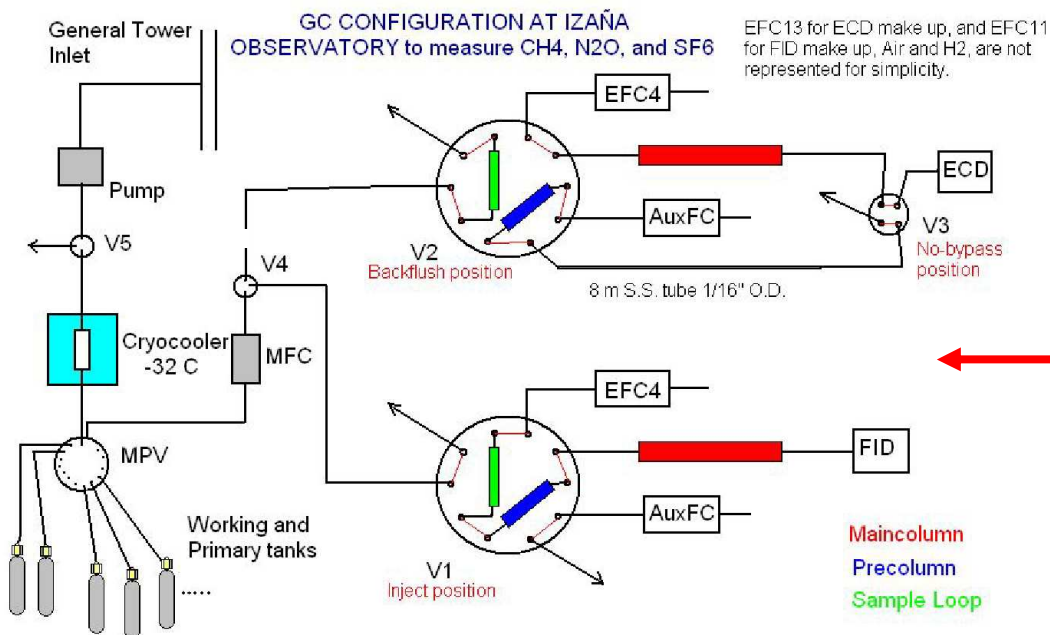 General Tower
Inlet
GC CONFIGURATION AT IZAÑA
OBSERVATORY to measure CH4, N2O, and SF6
EFC13 for ECD make up, and EFC11
for FID make up, Air and H2, are not
represented for simplicity.
EFC4
Pump
ECD
AuxFC
V5
V2
Backflush position
V3
No-bypass
position
V4
8 m S.S. tube 1/16" O.D.
Cryocooler
-32 C
MFC
EFC4
MPV
FID
AuxFC
Working and
Primary tanks
.....
V1
Inject position
Maincolumn
Precolumn
Sample Loop